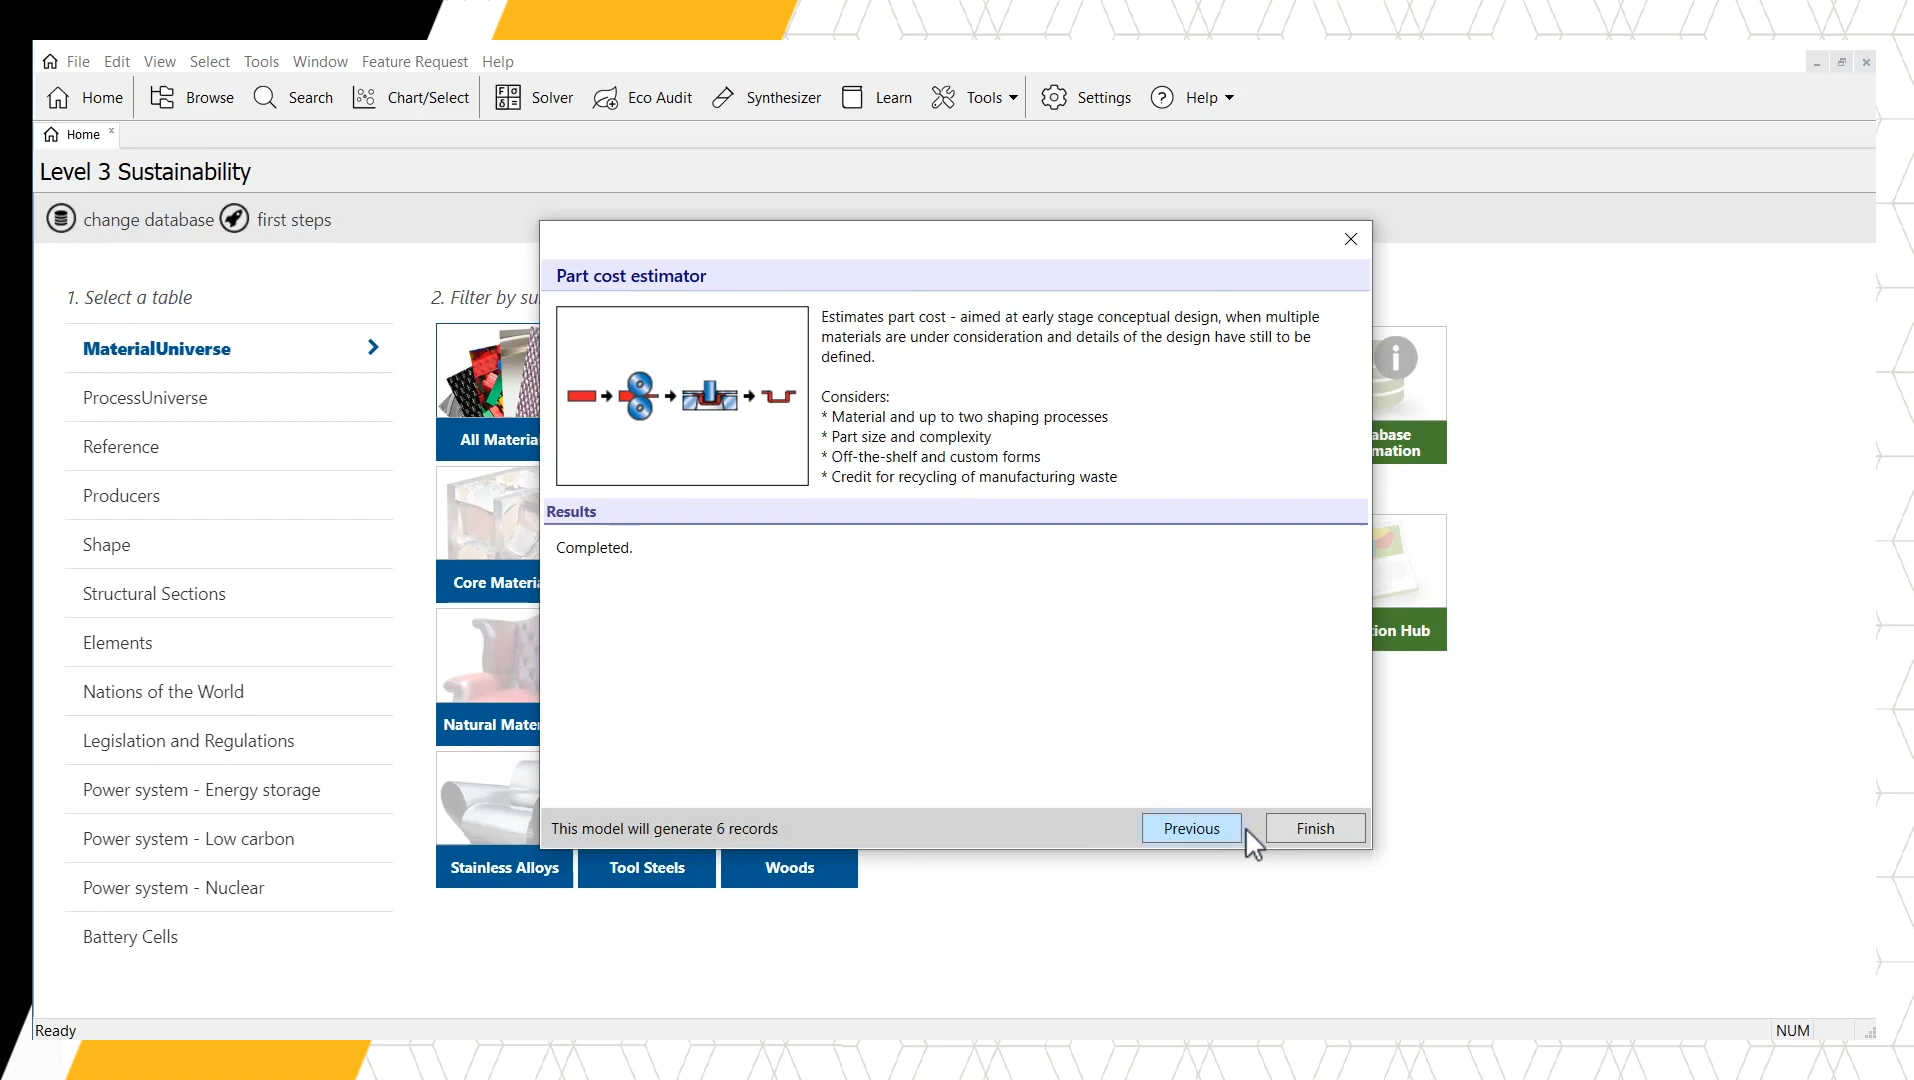 File Edit View Select Tools Window Feature Request Help
Home Browse Search Chart/Select Solver Eco Audit Synthesizer Learn Tools Settings Help
Home
Level 3 Sustainability
change database first steps
1. Select a table
MaterialUniverse
ProcessUniverse
Reference
Producers
Shape
Structural Sections
Elements
Nations of the World
Legislation and Regulations
Power system - Energy storage
Power system - Low carbon
Power system - Nuclear
Battery Cells
2. Filter by su
All Materia
Core Materia
Natural Mate
Stainless Alloys
Tool Steels
Woods
Part cost estimator
Estimates part cost - aimed at early stage conceptual design, when multiple
materials are under consideration and details of the design have still to be
defined.
Considers:
* Material and up to two shaping processes
* Part size and complexity
* Off-the-shelf and custom forms
* Credit for recycling of manufacturing waste
Results
Completed.
This model will generate 6 records
Previous
Finish
abase
mation
ion Hub
Ready
NUM